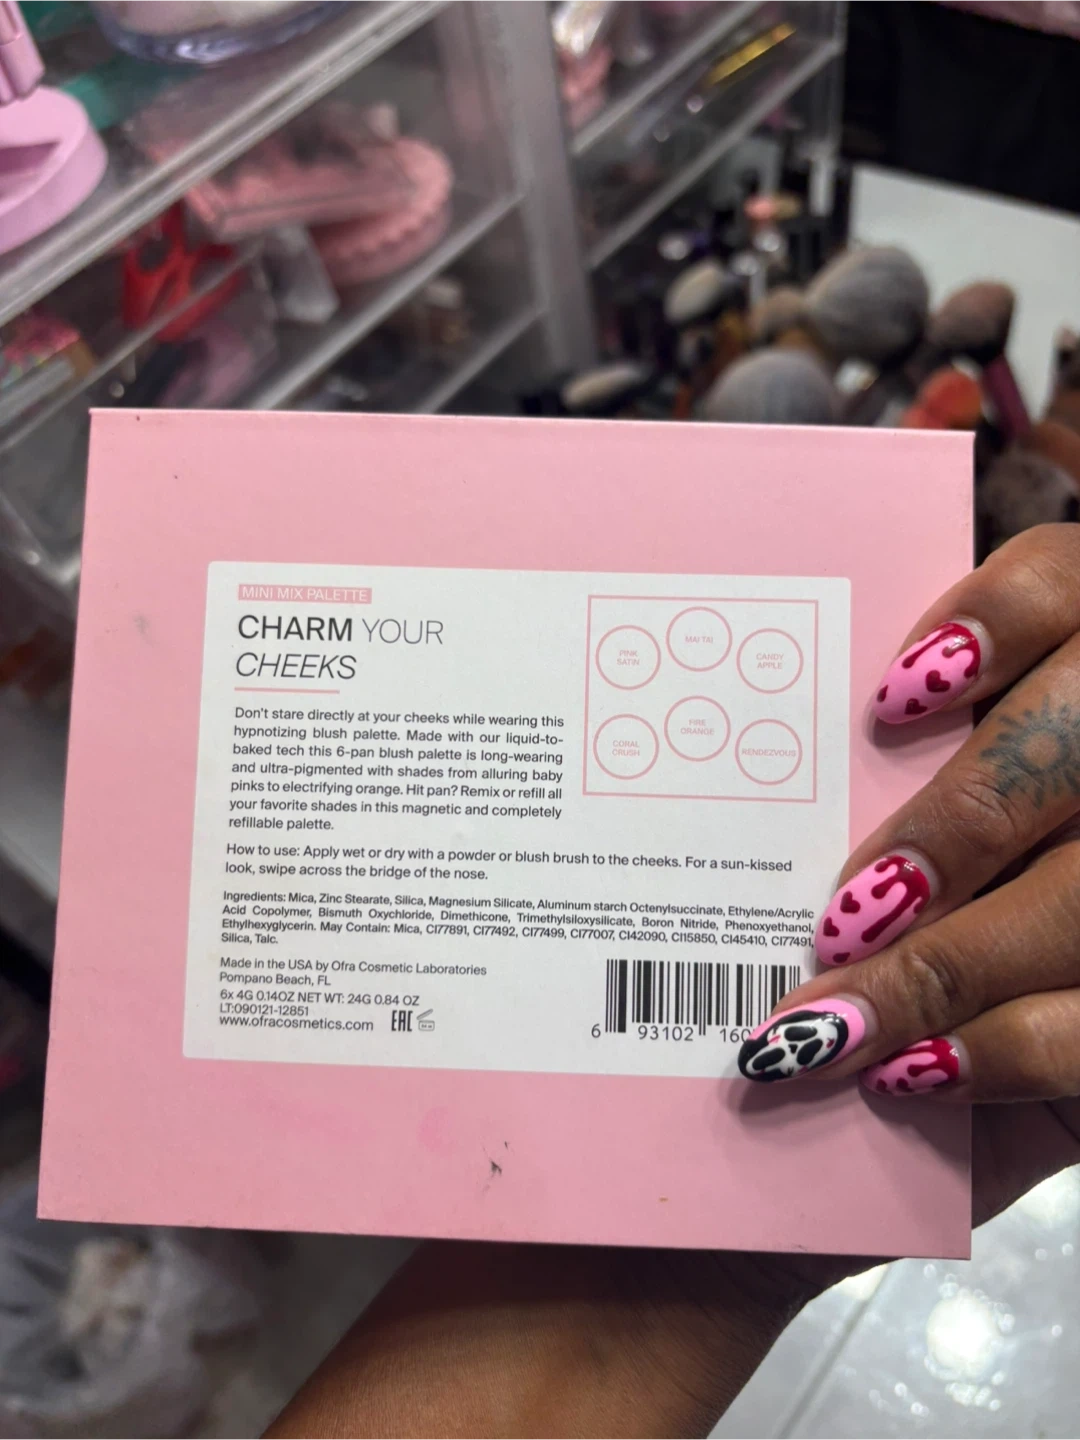 MINI MIX PALETTE
CHARM YOUR
CHEEKS
Don't stare directly at your cheeks while wearing this
hypnotizing blush palette. Made with our liquid-to-
baked tech this 6-pan blush palette is long-wearing
and ultra-pigmented with shades from alluring baby
pinks to electrifying orange. Hit pan? Remix or refill all
your favorite shades in this magnetic and completely
refillable palette.
PINK
SATIN
MAI TAI
CANDY
APPLE
CORAL
CRUSH
FIRE
ORANGE
RENDEZVOUS
How to use: Apply wet or dry with a powder or blush brush to the cheeks. For a sun-kissed
look, swipe across the bridge of the nose.
Ingredients: Mica, Zinc Stearate, Silica, Magnesium Silicate, Aluminum starch Octenylsuccinate, Ethylene/Acrylic
Acid Copolymer, Bismuth Oxychloride, Dimethicone, Trimethylsiloxysilicate, Boron Nitride, Phenoxyethanol,
Ethylhexyglycerin. May Contain: Mica, CI77891, CI77492, CI77499, CI77007, CI42090, CI15850, CI45410, CI77491,
Silica, Talc.
Made in the USA by Ofra Cosmetic Laboratories
Pompano Beach, FL
6x 4G 0.14OZ NET WT: 24G 0.84 OZ
LT:090121-12851
www.ofracosmetics.com EAC
6 93102 160